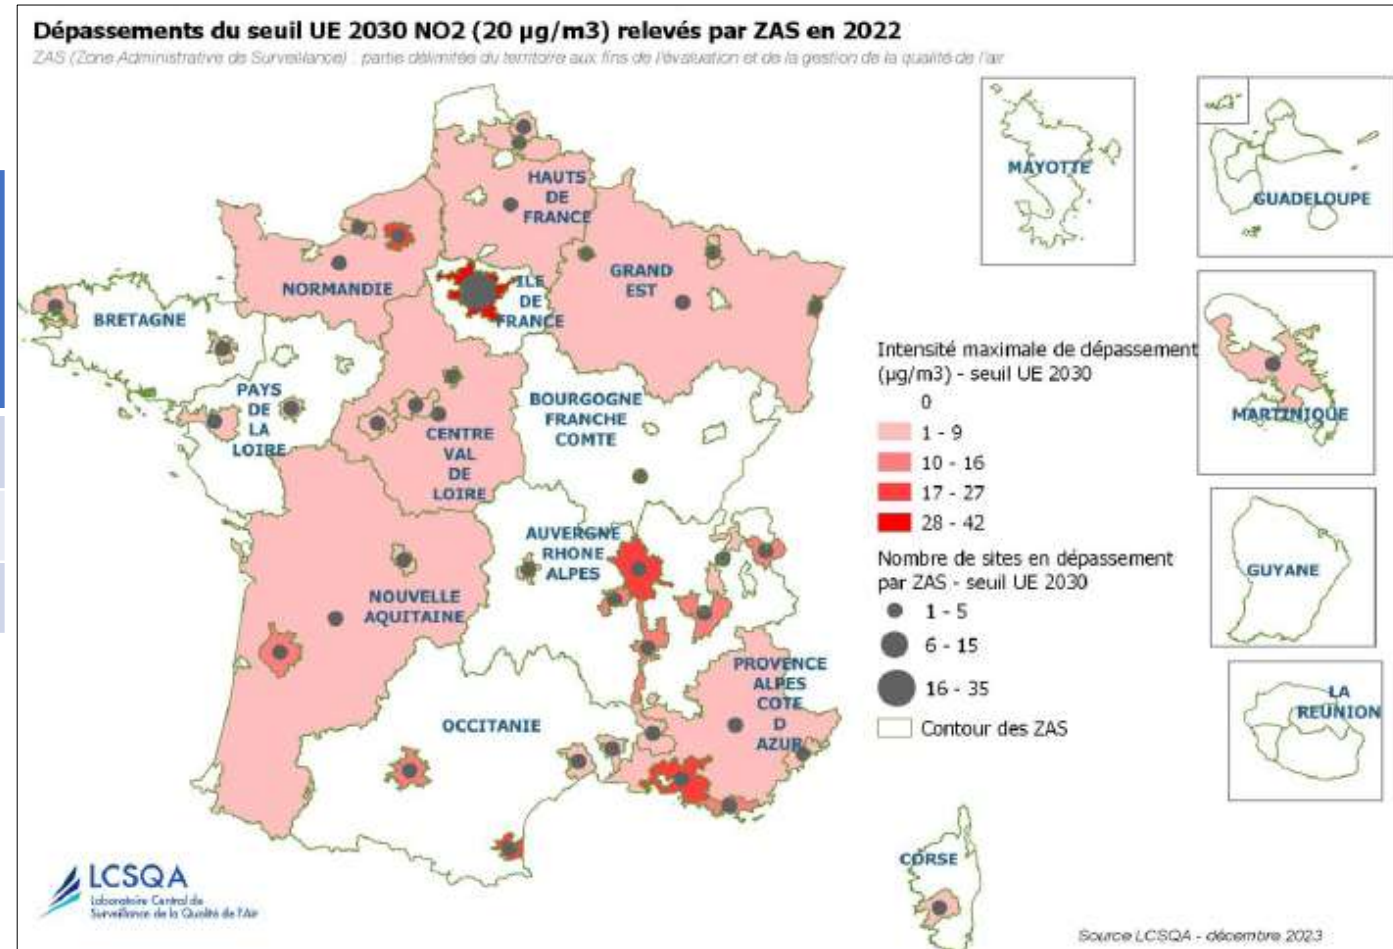 Dépassements du seuil UE 2030 NO2 (20 µg/m3) relevés par ZAS en 2022
ZAS (Zone Administrative de Surveillance) : partie délimitées du territoire aux fins de l'évaluation et de la gestion de la qualité de l'air
MAYOTTE
GUADELOUPE
HAUTS
DE
FRANCE
NORMANDIE
ILE
DE
FRANCE
GRAND
EST
BRETAGNE
PAYS
DE
LA
LOIRE
CENTRE
VAL
DE
LOIRE
BOURGOGNE
FRANCHE
COMTE
MARTINIQUE
Intensité maximale de dépassement
(µg/m3) - seuil UE 2030
0
1 - 9
10 - 16
17 - 27
28 - 42
Nombre de sites en dépassement
par ZAS - seuil UE 2030
1 - 5
6 - 15
16 - 35
Contour des ZAS
AUVERGNE
RHONE
ALPES
NOUVELLE
AQUITAINE
GUYANE
PROVENCE
ALPES
COTE
D
AZUR
OCCITANIE
LA
REUNION
CORSE
LCSQA
Laboratoire Central de
Surveillance de la Qualité de l'Air
Source LCSQA - décembre 2023